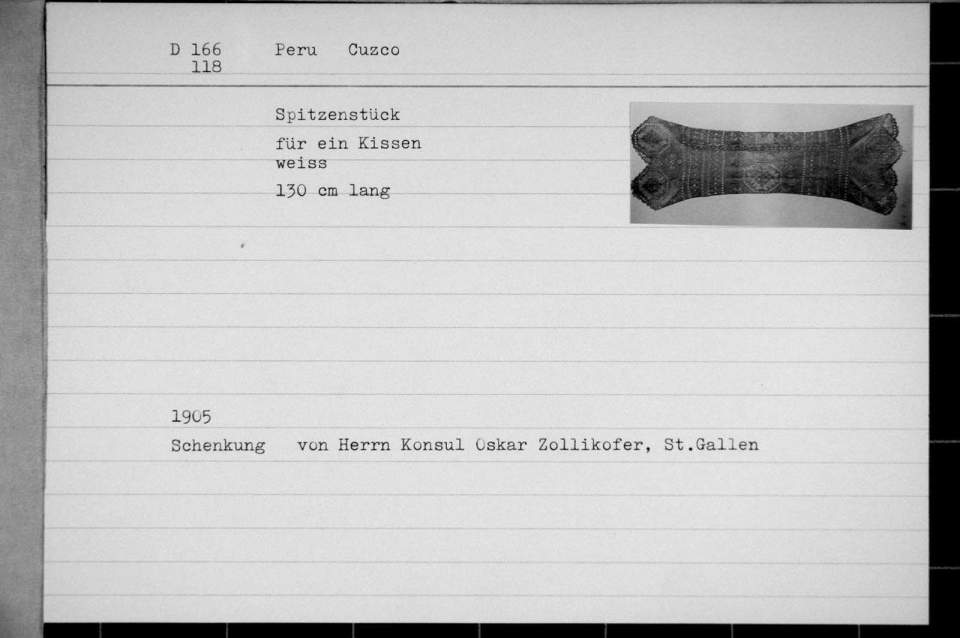 D 166 Peru Cuzco
118
Spitzenstück
für ein Kissen
weiss
130 cm lang
1905
Schenkung von Herrn Konsul Oskar Zollikofer, St.Gallen